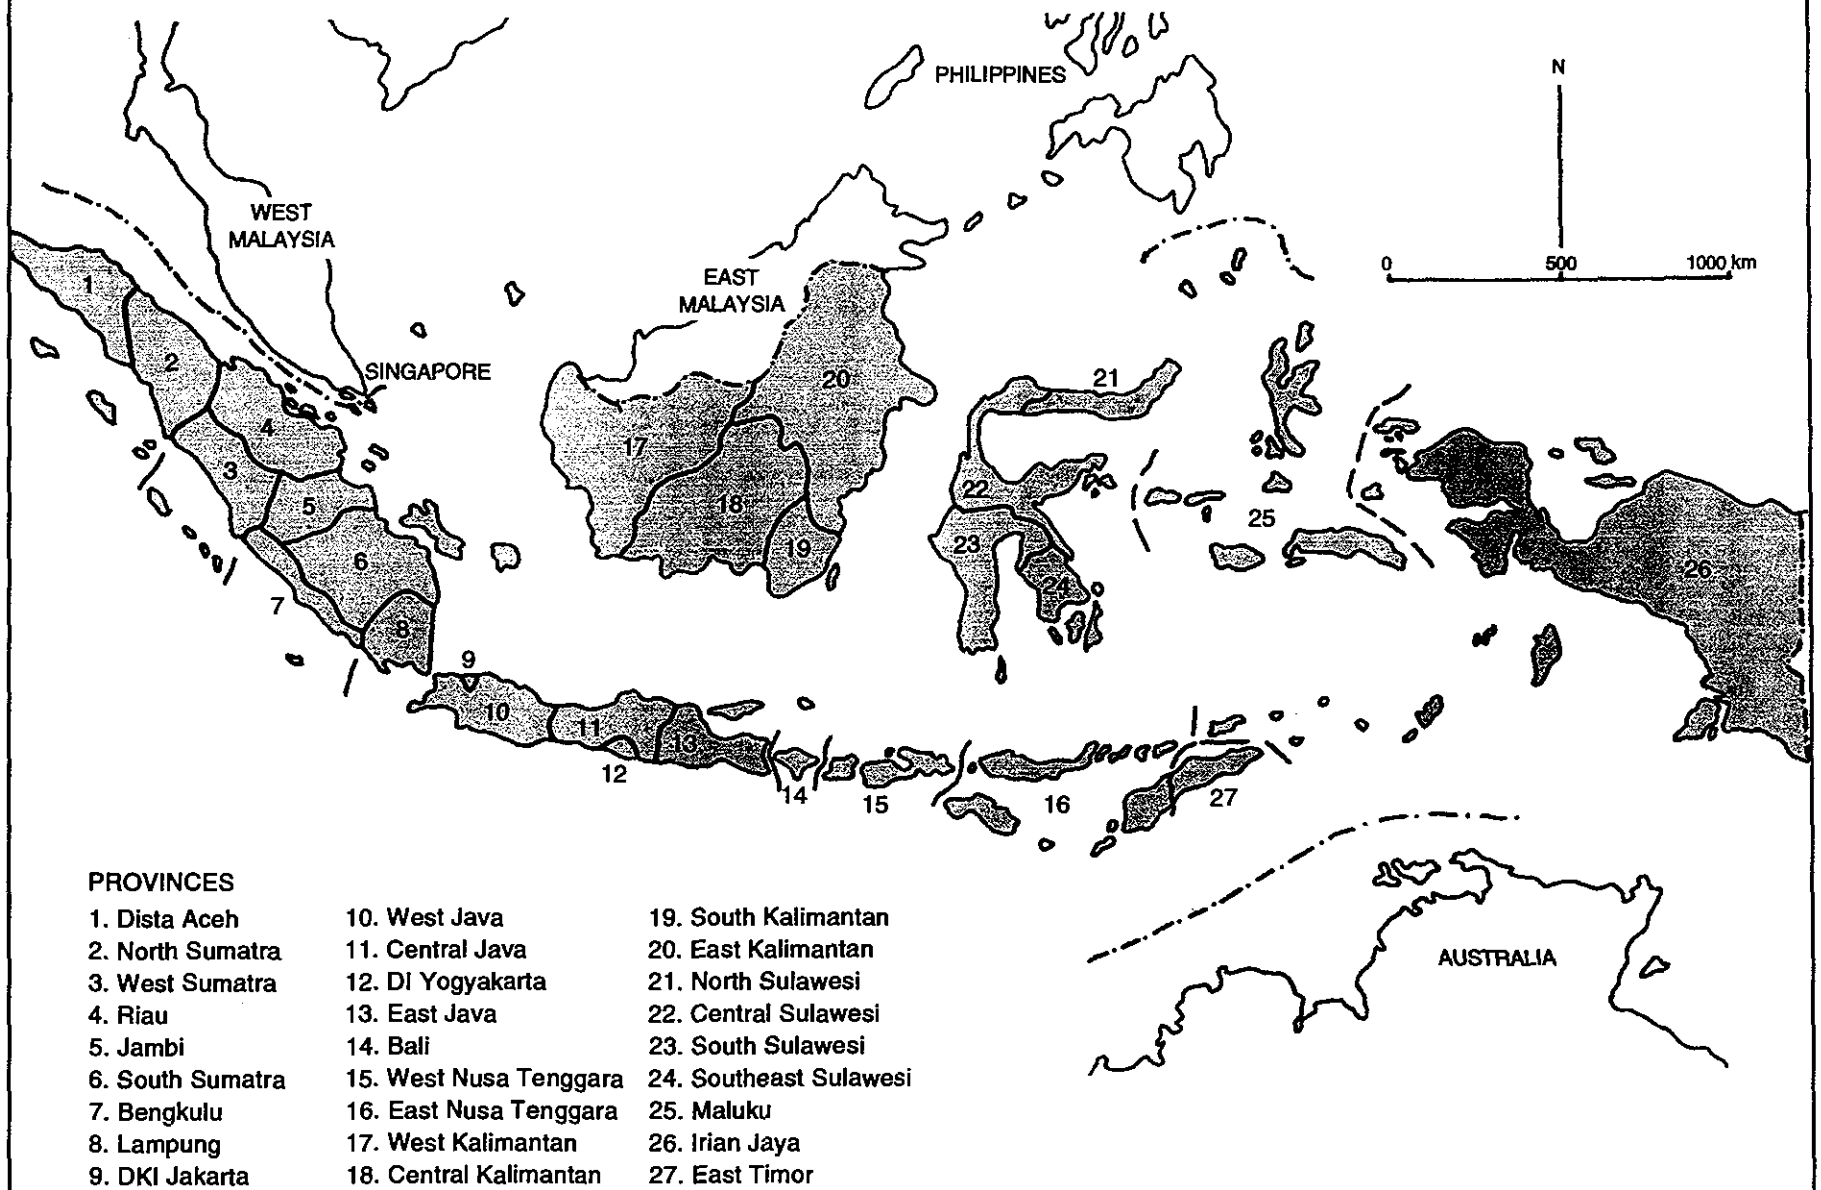 PHILIPPINES
N
WEST
MALAYSIA
EAST
MALAYSIA
0 500 1000 km
SINGAPORE
1
2
3
4
5
6
7
8
9
10
11
12
13
14
15
16
17
18
19
20
21
22
23
24
25
26
27
AUSTRALIA
PROVINCES
1. Dista Aceh
2. North Sumatra
3. West Sumatra
4. Riau
5. Jambi
6. South Sumatra
7. Bengkulu
8. Lampung
9. DKI Jakarta
10. West Java
11. Central Java
12. DI Yogyakarta
13. East Java
14. Bali
15. West Nusa Tenggara
16. East Nusa Tenggara
17. West Kalimantan
18. Central Kalimantan
19. South Kalimantan
20. East Kalimantan
21. North Sulawesi
22. Central Sulawesi
23. South Sulawesi
24. Southeast Sulawesi
25. Maluku
26. Irian Jaya
27. East Timor